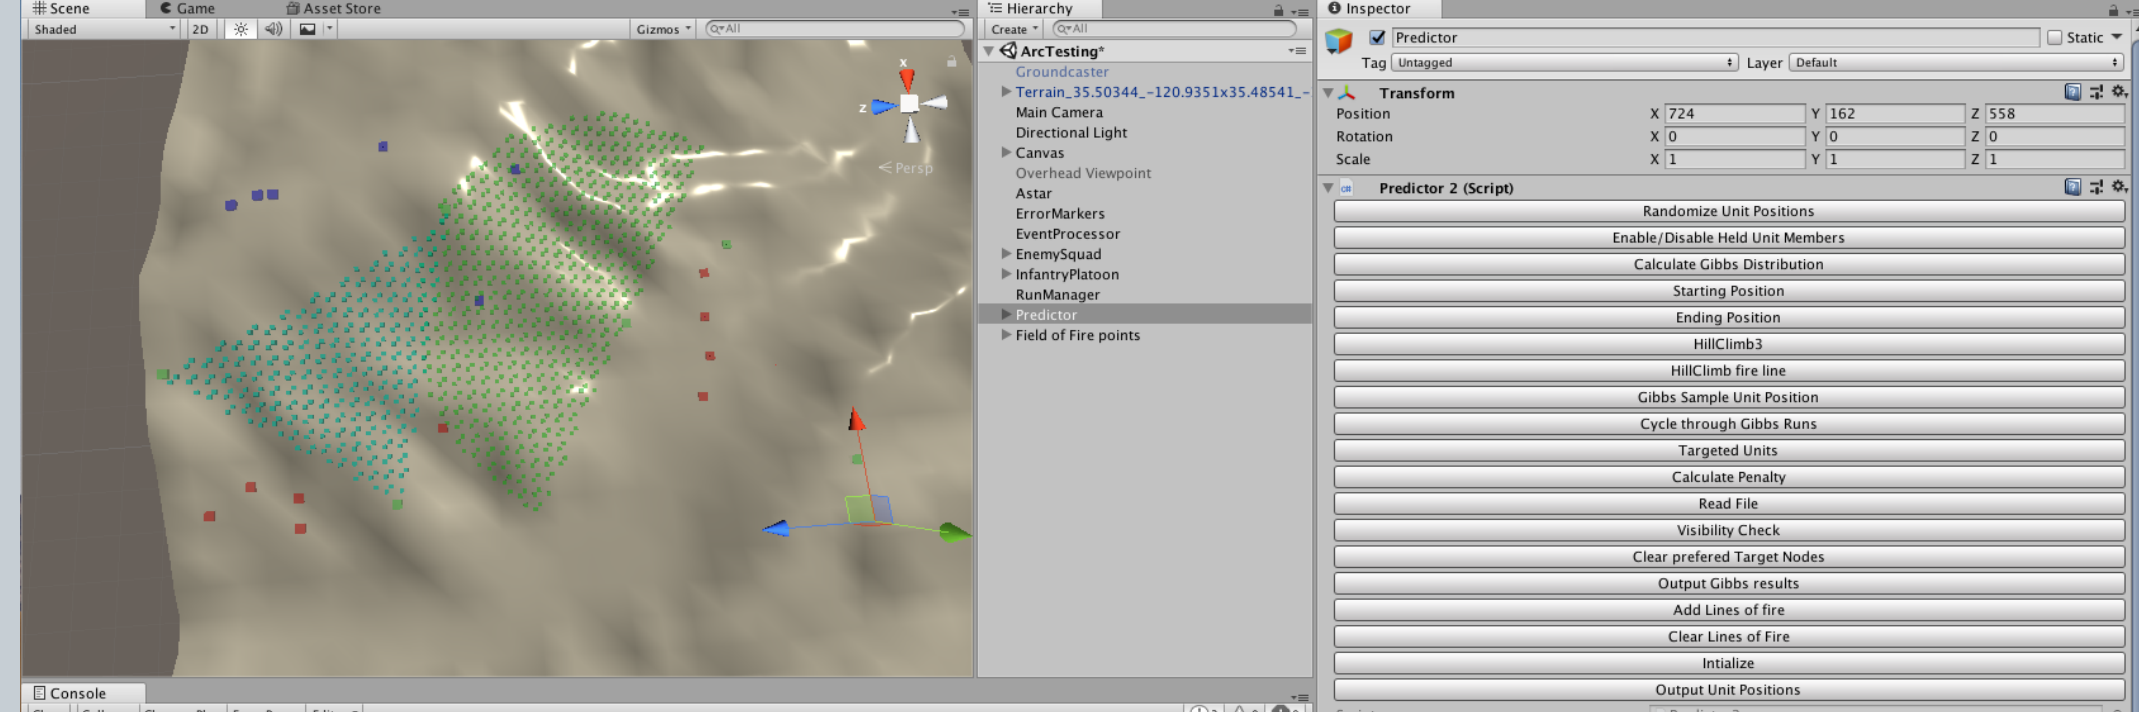 Scene Game Asset Store
Shaded 2D Gizmos All
x
z
Persp
Console
Hierarchy
Create All
ArcTesting*
Groundcaster
Terrain_35.50344_-120.9351x35.48541_-
Main Camera
Directional Light
Canvas
Overhead Viewpoint
Astar
ErrorMarkers
EventProcessor
EnemySquad
InfantryPlatoon
RunManager
Predictor
Field of Fire points
Inspector
Predictor Static
Tag Untagged Layer Default
Transform
Position X 724 Y 162 Z 558
Rotation X 0 Y 0 Z 0
Scale X 1 Y 1 Z 1
Predictor 2 (Script)
Randomize Unit Positions
Enable/Disable Held Unit Members
Calculate Gibbs Distribution
Starting Position
Ending Position
HillClimb3
HillClimb fire line
Gibbs Sample Unit Position
Cycle through Gibbs Runs
Targeted Units
Calculate Penalty
Read File
Visibility Check
Clear prefered Target Nodes
Output Gibbs results
Add Lines of fire
Clear Lines of Fire
Intialize
Output Unit Positions